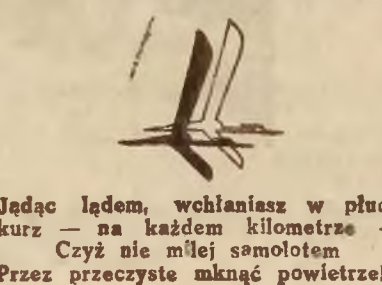 Jadąc lądem, wchłaniasz w płuc
kurz — na każdem kilometrze -
Czyż nie milej samolotem
Przez przeczyste mknąć powietrze